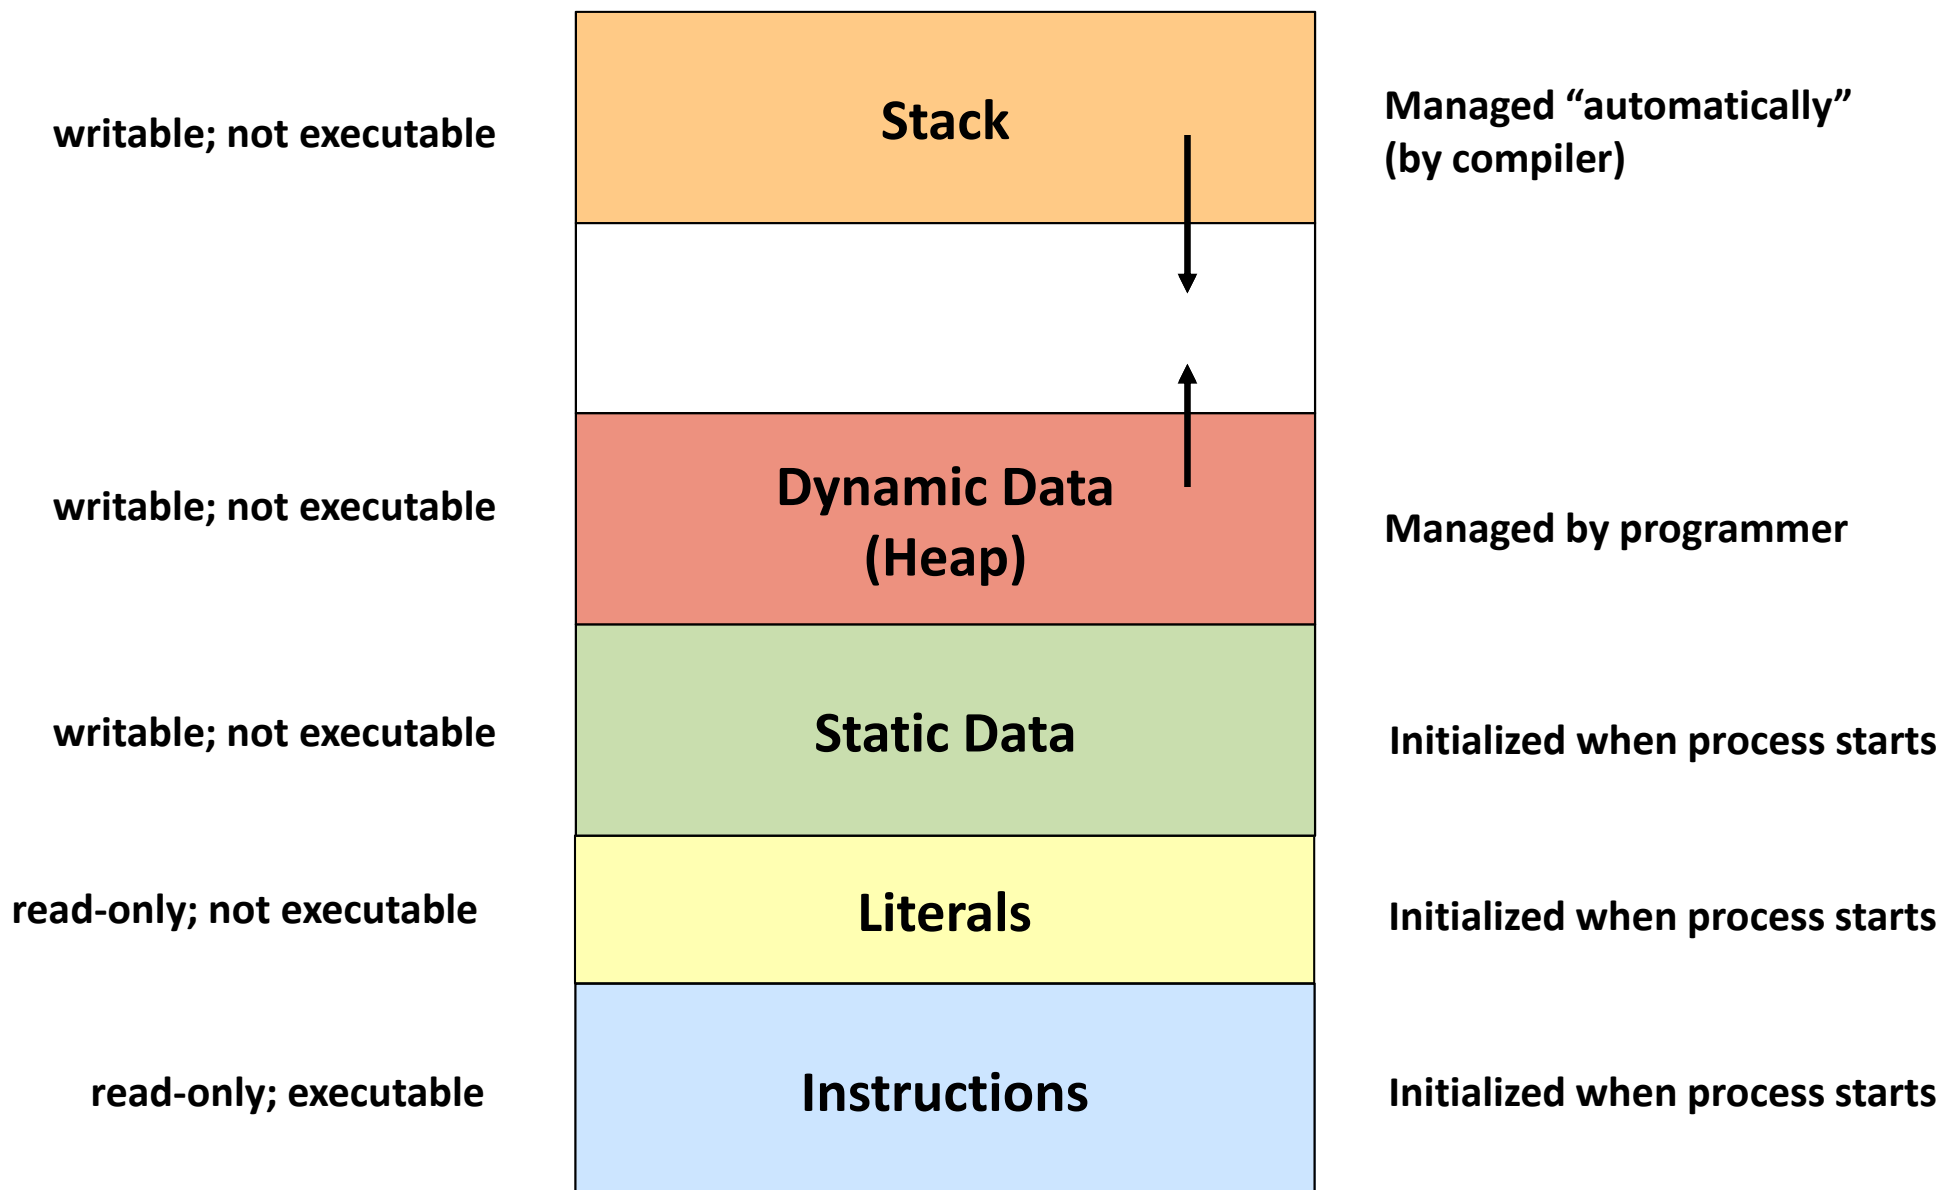 writable; not executable
Stack
Managed “automatically”
(by compiler)
writable; not executable
Dynamic Data
(Heap)
Managed by programmer
writable; not executable
Static Data
Initialized when process starts
read-only; not executable
Literals
Initialized when process starts
read-only; executable
Instructions
Initialized when process starts